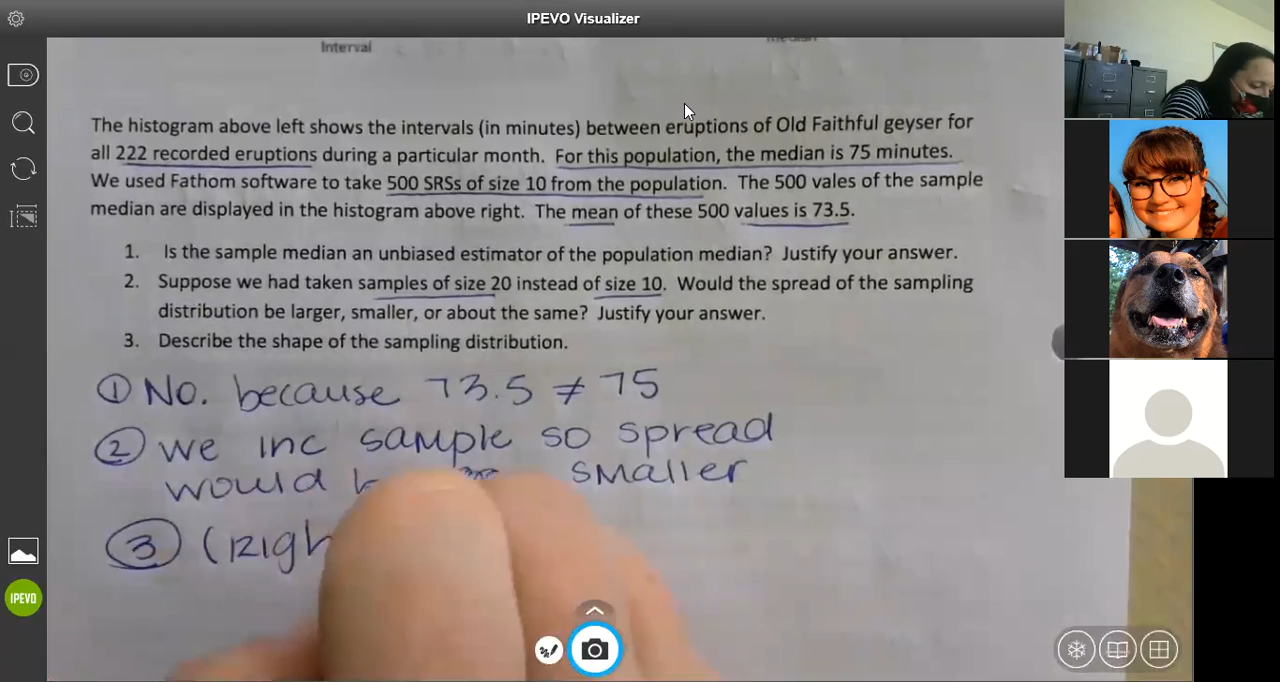 IPEVO Visualizer
Interval
The histogram above left shows the intervals (in minutes) between eruptions of Old Faithful geyser for
all 222 recorded eruptions during a particular month. For this population, the median is 75 minutes.
We used Fathom software to take 500 SRSs of size 10 from the population. The 500 vales of the sample
median are displayed in the histogram above right. The mean of these 500 values is 73.5.
1. Is the sample median an unbiased estimator of the population median? Justify your answer.
2. Suppose we had taken samples of size 20 instead of size 10. Would the spread of the sampling
distribution be larger, smaller, or about the same? Justify your answer.
3. Describe the shape of the sampling distribution.
① No. because 73.5 ≠ 75
② we inc sample so spread
would smaller
③ (Righ
IPEVO